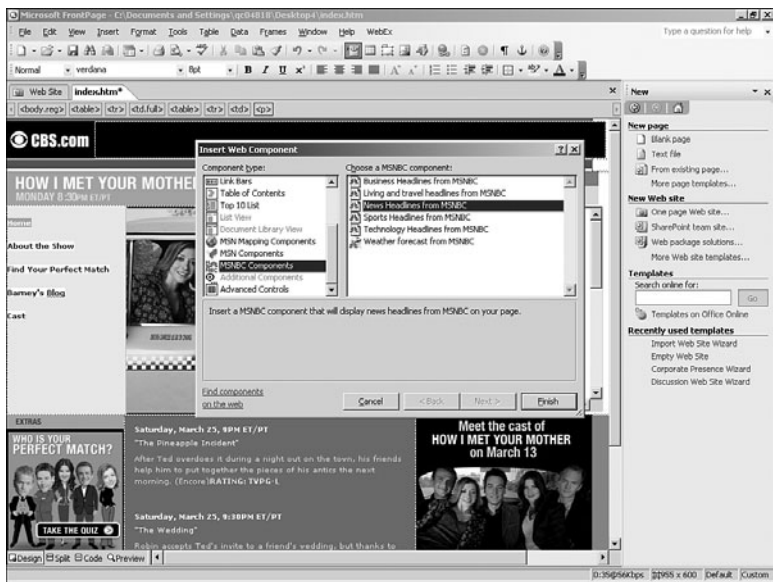 Microsoft FrontPage - C:\Documents and Settings\qc04818\Desktop4\index.htm
File Edit View Insert Format Tools Table Data Frames Window Help WebEx
Type a question for help
Normal verdana 8pt
Web Site index.htm*
<body.reg> <table> <tr> <td.full> <table> <tr> <td> <p>
CBS.com
HOW I MET YOUR MOTHE
MONDAY 8:30PM ET/PT
Home
About the Show
Find Your Perfect Match
Barney's Blog
Cast
Insert Web Component
Component type:
Link Bars
Table of Contents
Top 10 List
List View
Document Library View
MSN Mapping Components
MSN Components
MSNBC Components
Additional Components
Advanced Controls
Choose a MSNBC component:
Business Headlines from MSNBC
Living and travel headlines from MSNBC
News Headlines from MSNBC
Sports Headlines from MSNBC
Technology Headlines from MSNBC
Weather forecast from MSNBC
Insert a MSNBC component that will display news headlines from MSNBC on your page.
Find components
on the web
Cancel < Back Next > Finish
EXTRAS
WHO IS YOUR
PERFECT MATCH?
TAKE THE QUIZ
Saturday, March 25, 9PM ET/PT
"The Pineapple Incident"
After Ted overdoes it during a night out on the town, his friends
help him to put together the pieces of his antics the next
morning. (Encore)RATING: TVPG-L
Saturday, March 25, 9:30PM ET/PT
"The Wedding"
Robin accepts Ted's invite to a friend's wedding, but thanks to
Meet the cast of
HOW I MET YOUR MOTHER
on March 13
New
New page
Blank page
Text file
From existing page...
More page templates...
New Web site
One page Web site...
SharePoint team site...
Web package solutions...
More Web site templates...
Templates
Search online for:
Go
Templates on Office Online
Recently used templates
Import Web Site Wizard
Empty Web Site
Corporate Presence Wizard
Discussion Web Site Wizard
Design Split Code Preview
0:35@56Kbps 955 x 600 Default Custom